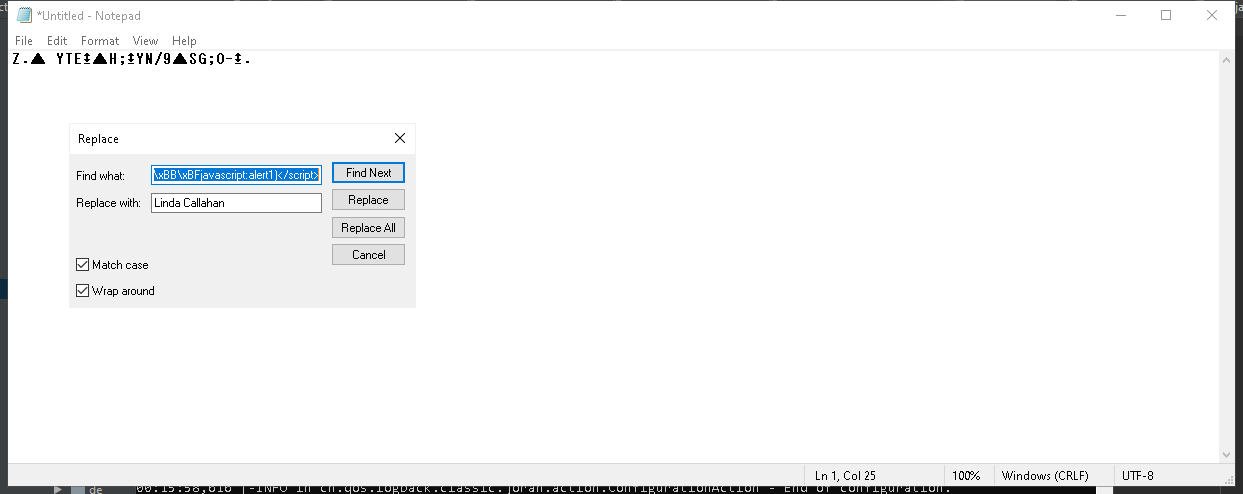 *Untitled - Notepad
File Edit Format View Help
Z.▲ YTE‡▲H;‡YN/9▲SG;O-‡.
Replace
Find what: \xBB\xBFjavascript:alert1)</script> Find Next
Replace with: Linda Callahan Replace
Replace All
Cancel
Match case
Wrap around
Ln 1, Col 25 100% Windows (CRLF) UTF-8
de 00:15:58,616 |-INFO in ch.qos.logback.classic.joran.action.ConfigurationAction - End of configuration.